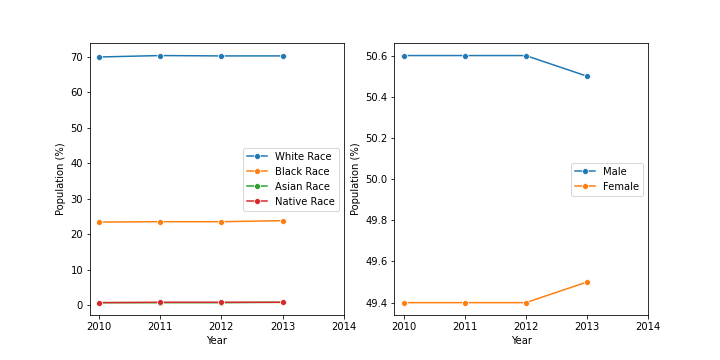 70
60
50
40
30
20
10
0
Population (%)
2010 2011 2012 2013 2014
Year
White Race
Black Race
Asian Race
Native Race
50.6
50.4
50.2
50.0
49.8
49.6
49.4
Population (%)
2010 2011 2012 2013 2014
Year
Male
Female